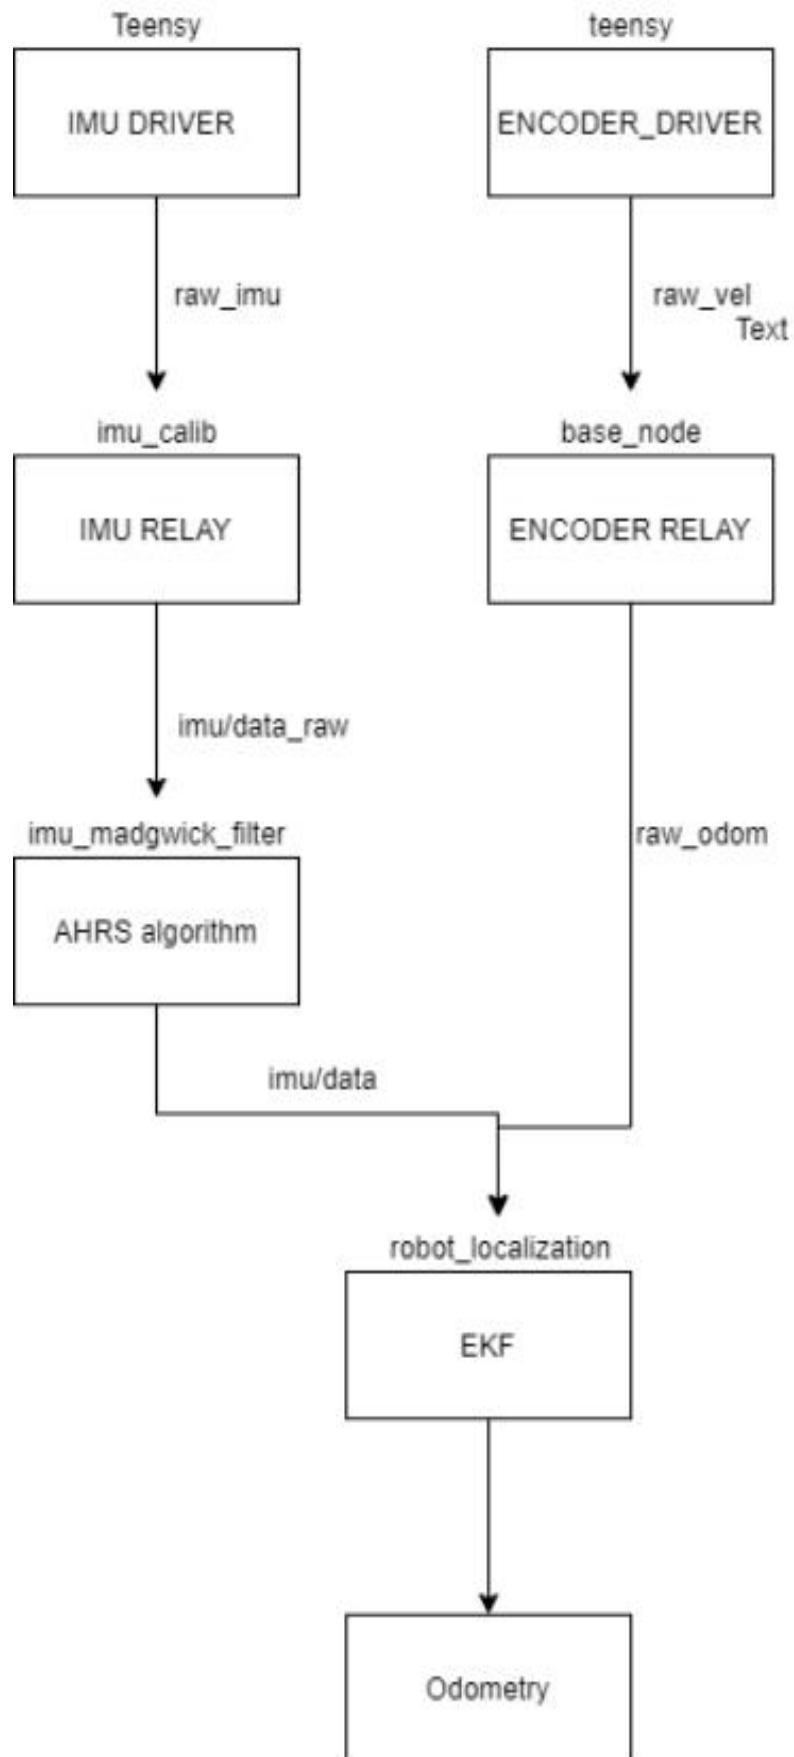 Teensy
teensy
IMU DRIVER
ENCODER_DRIVER
raw_imu
raw_vel
Text
imu_calib
base_node
IMU RELAY
ENCODER RELAY
imu/data_raw
imu_madgwick_filter
raw_odom
AHRS algorithm
imu/data
robot_localization
EKF
Odometry